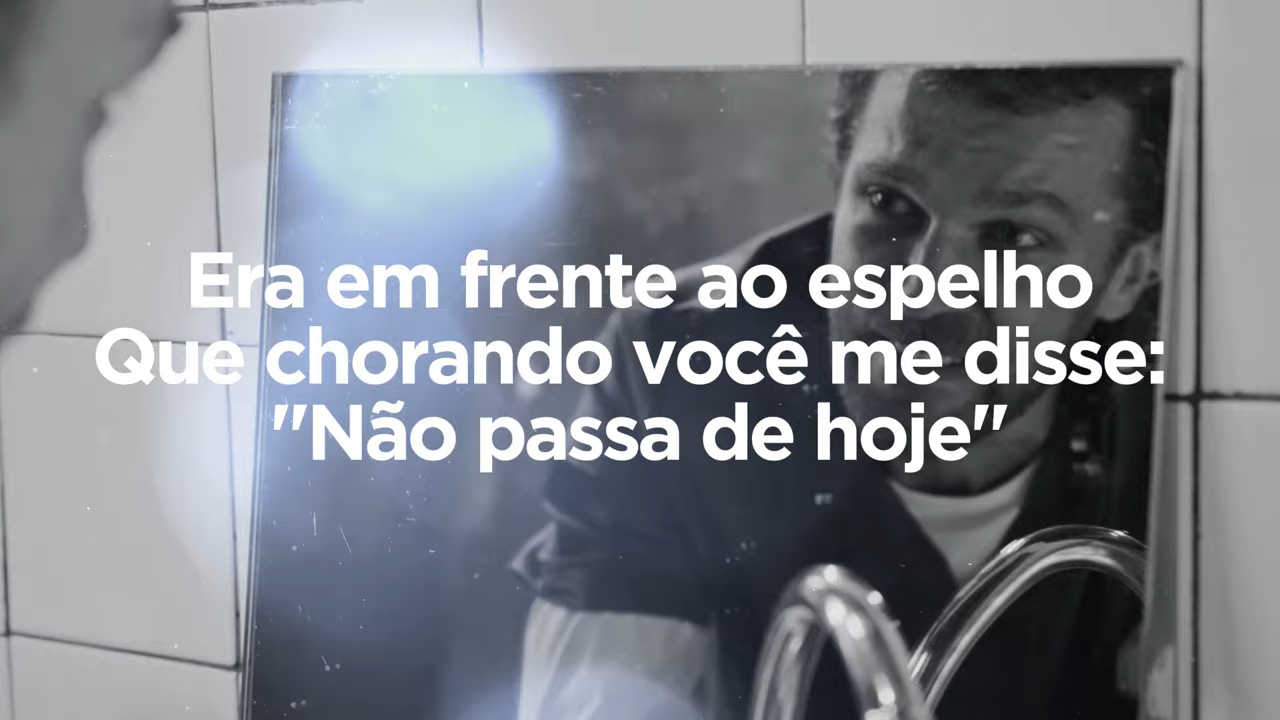 Era em frente ao espelho
Que chorando você me disse:
"Não passa de hoje"